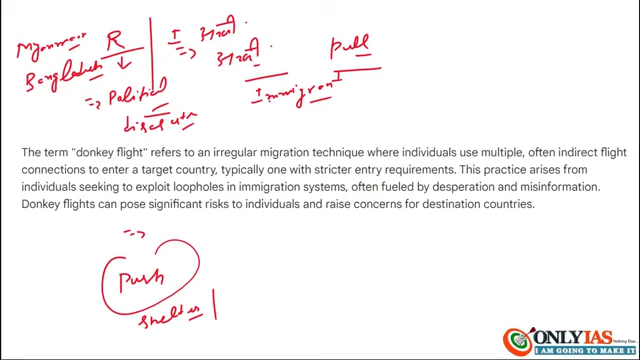 Myanmar R I
Bangladesh Pull
Immigrant
=> Political
The term "donkey flight" refers to an irregular migration technique where individuals use multiple, often indirect flight
connections to enter a target country, typically one with stricter entry requirements. This practice arises from
individuals seeking to exploit loopholes in immigration systems, often fueled by desperation and misinformation.
Donkey flights can pose significant risks to individuals and raise concerns for destination countries.
=>
Push
Shelter
ONLYIAS
Nothing Else
I AM GOING TO MAKE IT